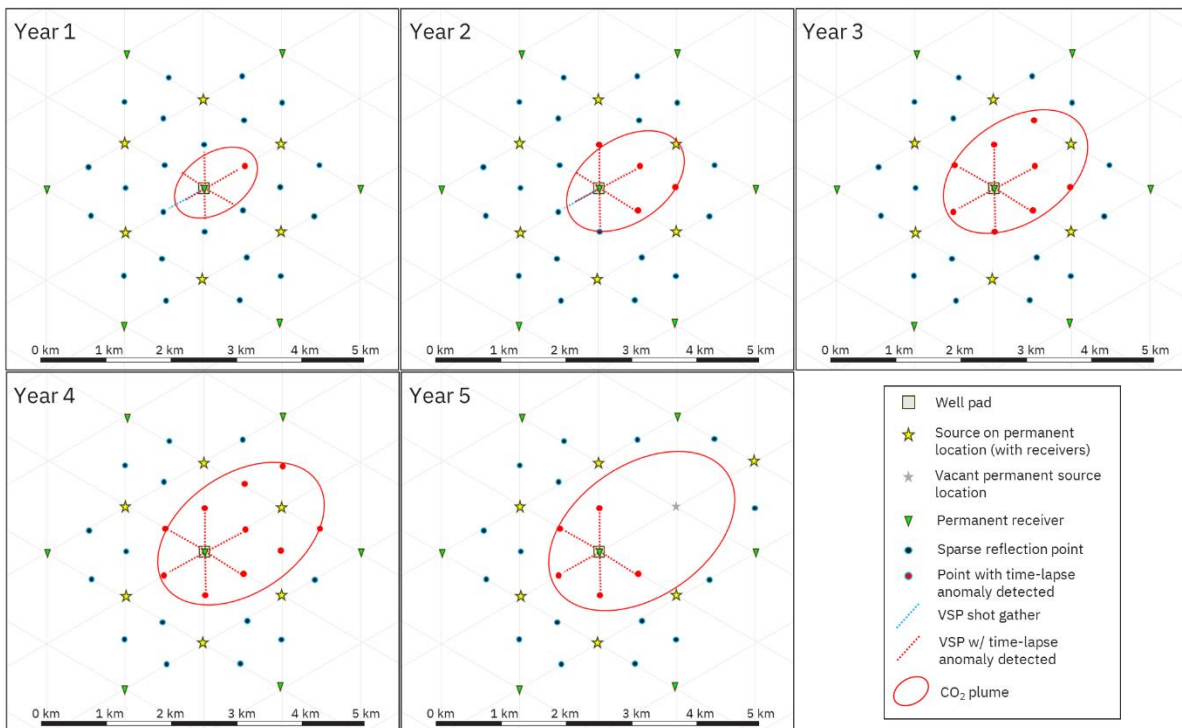 Year 1
Year 2
Year 3
0 km 1 km 2 km 3 km 4 km 5 km
0 km 1 km 2 km 3 km 4 km 5 km
0 km 1 km 2 km 3 km 4 km 5 km
Year 4
Year 5
0 km 1 km 2 km 3 km 4 km 5 km
0 km 1 km 2 km 3 km 4 km 5 km
Well pad
Source on permanent
location (with receivers)
Vacant permanent source
location
Permanent receiver
Sparse reflection point
Point with time-lapse
anomaly detected
VSP shot gather
VSP w/ time-lapse
anomaly detected
CO₂ plume